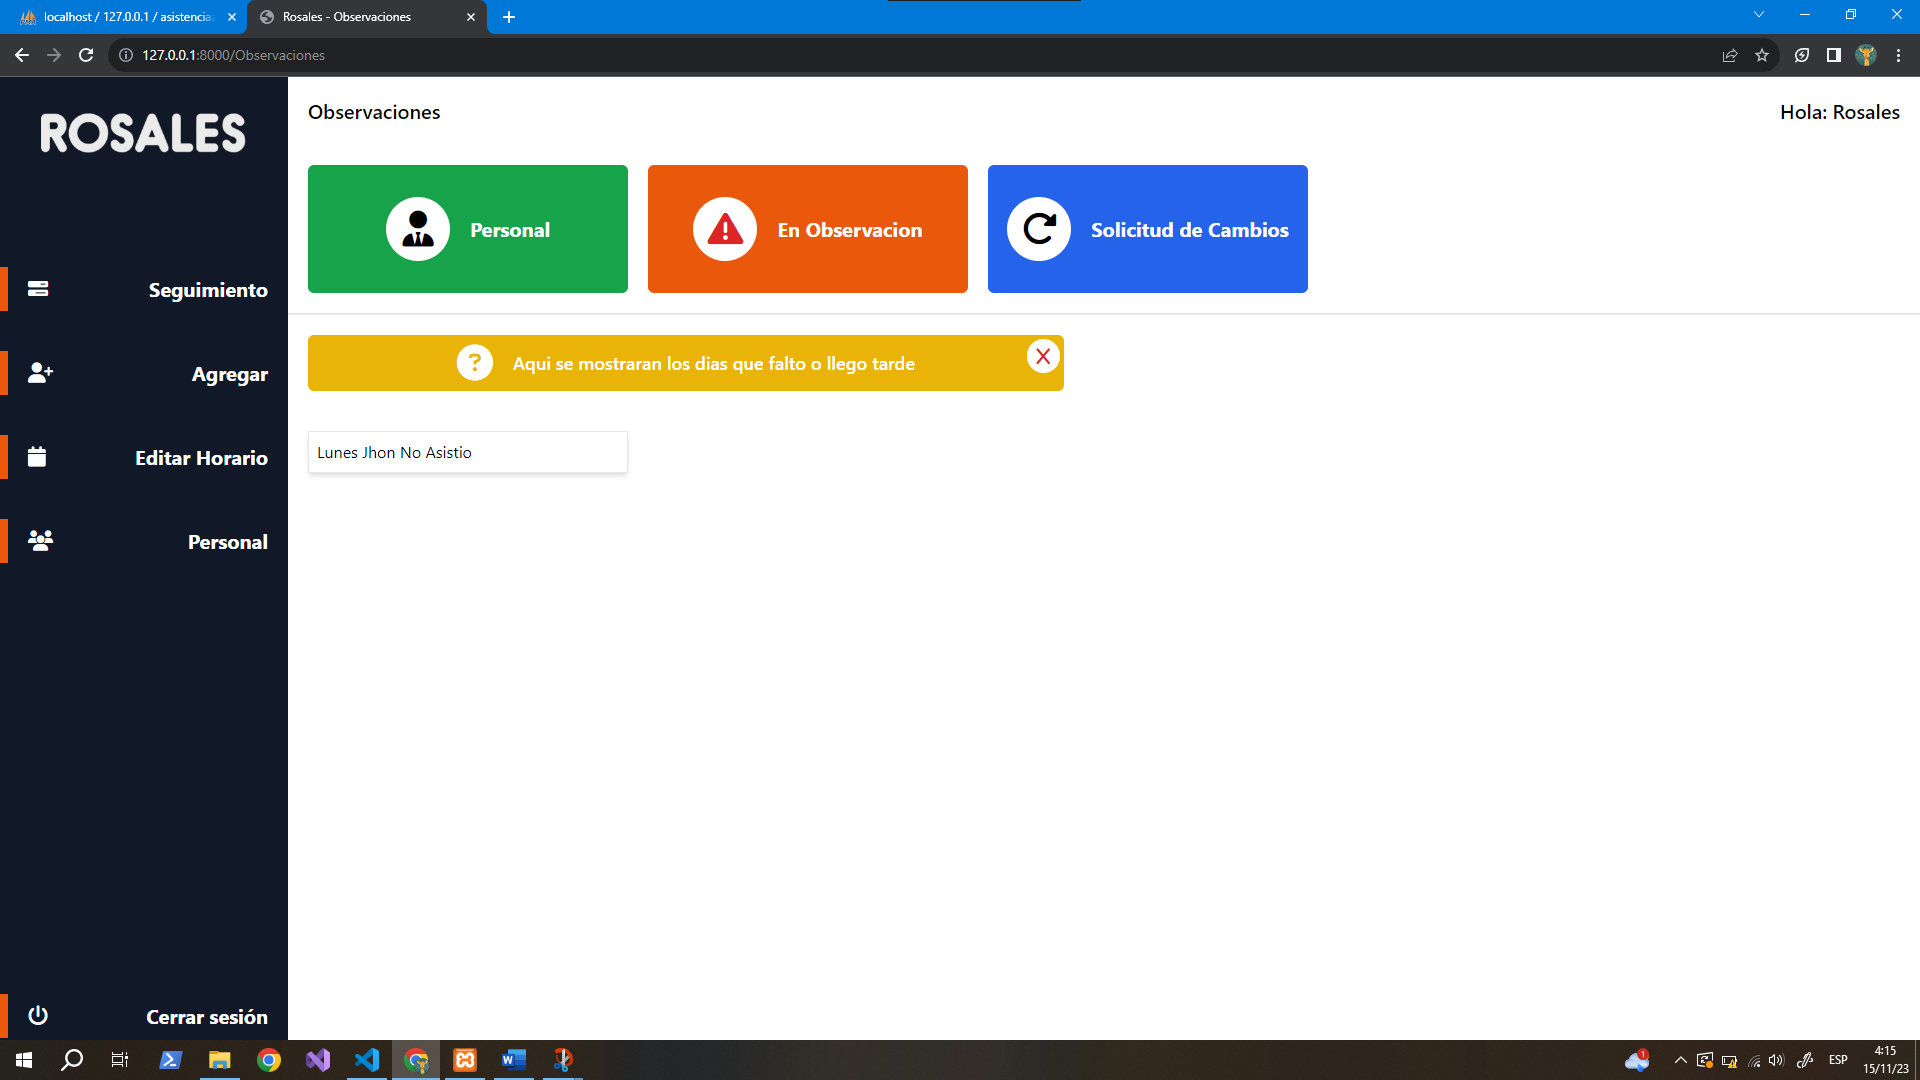 localhost / 127.0.0.1 / asistencia
Rosales - Observaciones
127.0.0.1:8000/Observaciones
ROSALES
Observaciones
Hola: Rosales
Personal
En Observacion
Solicitud de Cambios
Seguimiento
Agregar
Editar Horario
Personal
Cerrar sesión
? Aqui se mostraran los dias que falto o llego tarde X
Lunes Jhon No Asistio
1
ESP
4:15
15/11/23